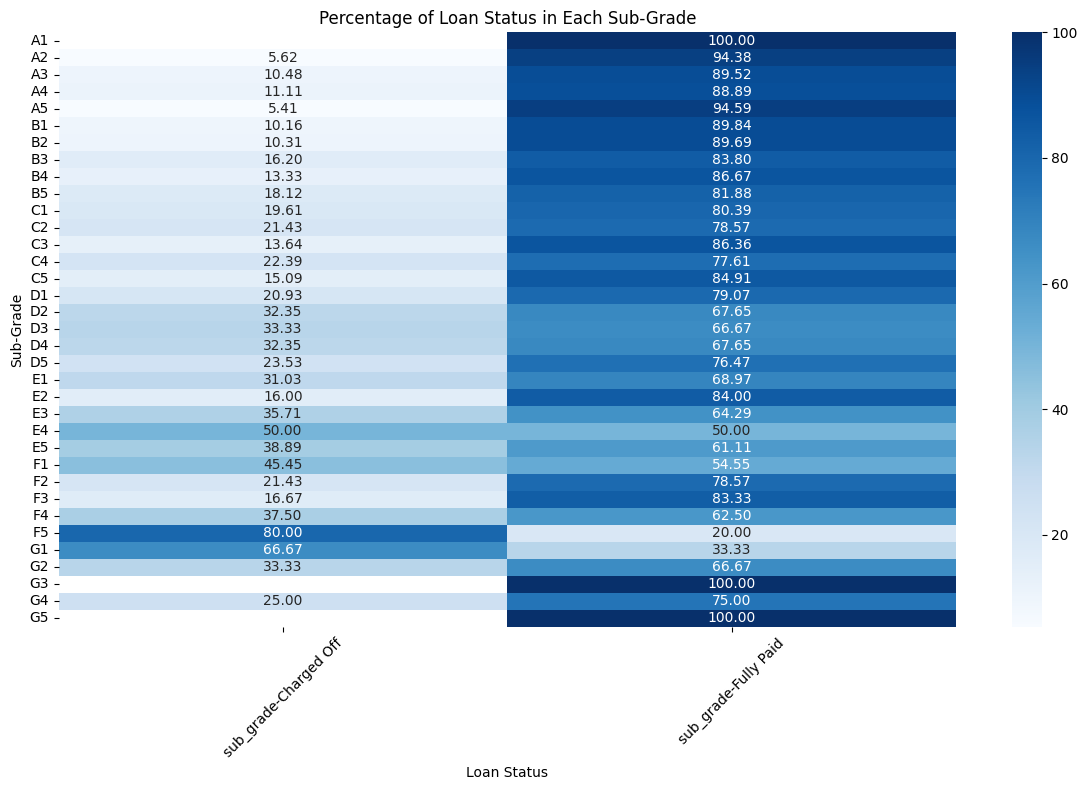 Percentage of Loan Status in Each Sub-Grade
A1 100.00 100
A2 5.62 94.38
A3 10.48 89.52
A4 11.11 88.89
A5 5.41 94.59
B1 10.16 89.84
B2 10.31 89.69
B3 16.20 83.80 80
B4 13.33 86.67
B5 18.12 81.88
C1 19.61 80.39
C2 21.43 78.57
C3 13.64 86.36
C4 22.39 77.61
C5 15.09 84.91 60
D1 20.93 79.07
D2 32.35 67.65
D3 33.33 66.67
D4 32.35 67.65
D5 23.53 76.47
Sub-Grade
E1 31.03 68.97
E2 16.00 84.00
E3 35.71 64.29 40
E4 50.00 50.00
E5 38.89 61.11
F1 45.45 54.55
F2 21.43 78.57
F3 16.67 83.33
F4 37.50 62.50
F5 80.00 20.00 20
G1 66.67 33.33
G2 33.33 66.67
G3 100.00
G4 25.00 75.00
G5 100.00
sub_grade-Charged Off
sub_grade-Fully Paid
Loan Status